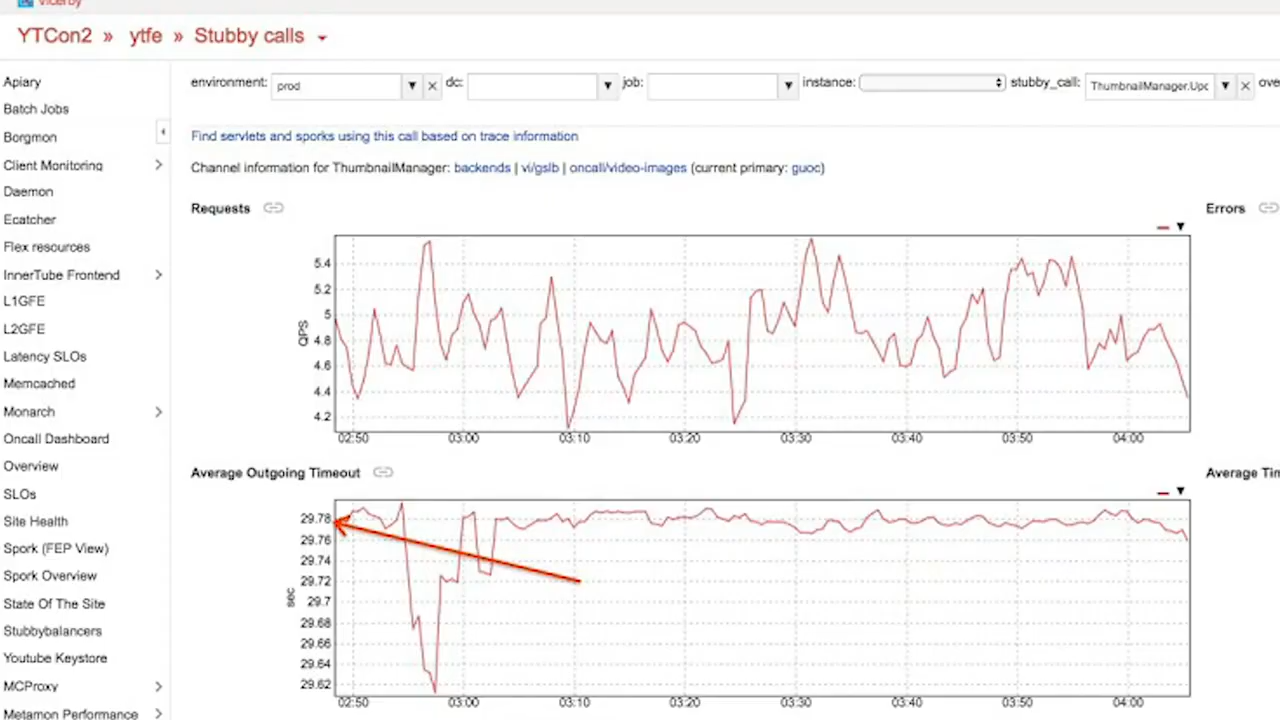 Viceroy
YTCon2 » ytfe » Stubby calls
Apiary
Batch Jobs
Borgmon
Client Monitoring
Daemon
Ecatcher
Flex resources
InnerTube Frontend
L1GFE
L2GFE
Latency SLOs
Memcached
Monarch
Oncall Dashboard
Overview
SLOs
Site Health
Spork (FEP View)
Spork Overview
State Of The Site
Stubbybalancers
Youtube Keystore
MCProxy
Metamon Performance
environment: prod dc: job: instance: stubby_call: ThumbnailManager.Upc ove
Find servlets and sporks using this call based on trace information
Channel information for ThumbnailManager: backends | vi/gslb | oncall/video-images (current primary: guoc)
Requests
Errors
5.4
5.2
5
4.8
4.6
4.4
4.2
QPS
02:50 03:00 03:10 03:20 03:30 03:40 03:50 04:00
Average Outgoing Timeout
Average Tim
29.78
29.76
29.74
29.72
29.7
29.68
29.66
29.64
29.62
sec
02:50 03:00 03:10 03:20 03:30 03:40 03:50 04:00